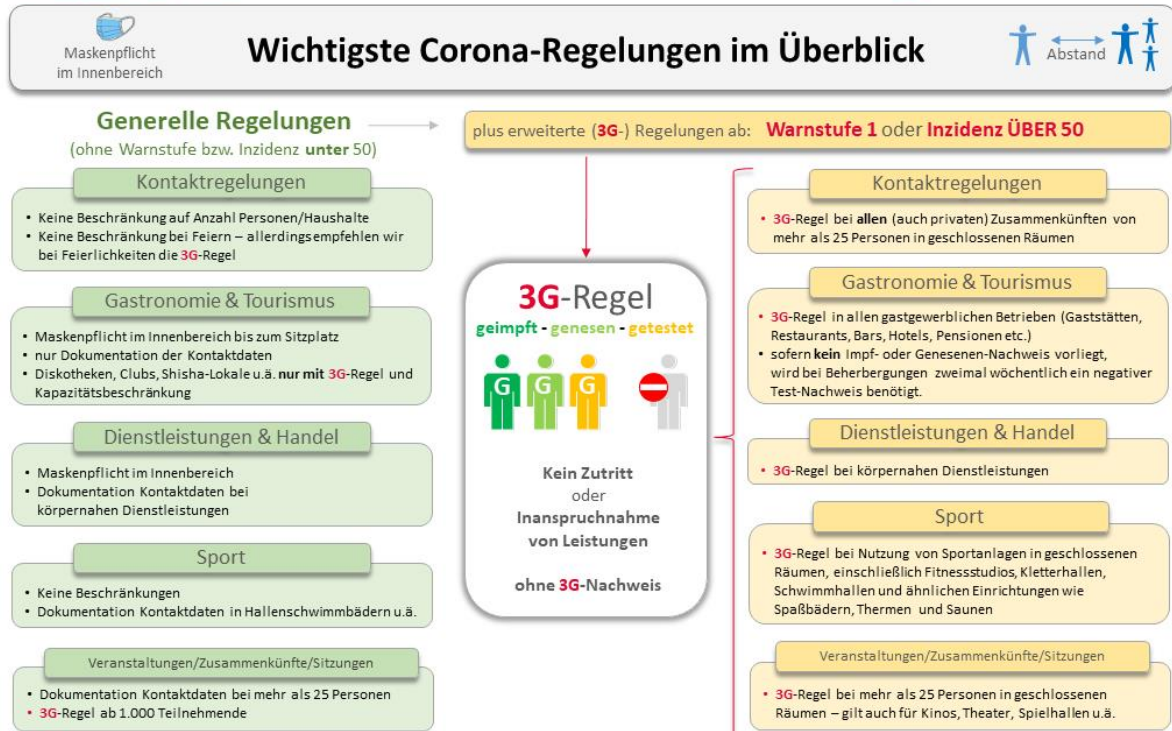 Maskenpflicht
im Innenbereich
Wichtigste Corona-Regelungen im Überblick
Abstand
Generelle Regelungen
(ohne Warnstufe bzw. Inzidenz unter 50)
plus erweiterte (3G-) Regelungen ab: Warnstufe 1 oder Inzidenz ÜBER 50
Kontaktregelungen
• Keine Beschränkung auf Anzahl Personen/Haushalte
• Keine Beschränkung bei Feiern – allerdings empfehlen wir
bei Feierlichkeiten die 3G-Regel
Gastronomie & Tourismus
• Maskenpflicht im Innenbereich bis zum Sitzplatz
• nur Dokumentation der Kontaktdaten
• Diskotheken, Clubs, Shisha-Lokale u.ä. nur mit 3G-Regel und
Kapazitätsbeschränkung
Dienstleistungen & Handel
• Maskenpflicht im Innenbereich
• Dokumentation Kontaktdaten bei
körpernahen Dienstleistungen
Sport
• Keine Beschränkungen
• Dokumentation Kontaktdaten in Hallenschwimmbädern u.ä.
Veranstaltungen/Zusammenkünfte/Sitzungen
• Dokumentation Kontaktdaten bei mehr als 25 Personen
• 3G-Regel ab 1.000 Teilnehmende
3G-Regel
geimpft - genesen - getestet
G G G
Kein Zutritt
oder
Inanspruchnahme
von Leistungen
ohne 3G-Nachweis
Kontaktregelungen
• 3G-Regel bei allen (auch privaten) Zusammenkünften von
mehr als 25 Personen in geschlossenen Räumen
Gastronomie & Tourismus
• 3G-Regel in allen gastgewerblichen Betrieben (Gaststätten,
Restaurants, Bars, Hotels, Pensionen etc.)
• sofern kein Impf- oder Genesenen-Nachweis vorliegt,
wird bei Beherbergungen zweimal wöchentlich ein negativer
Test-Nachweis benötigt.
Dienstleistungen & Handel
• 3G-Regel bei körpernahen Dienstleistungen
Sport
• 3G-Regel bei Nutzung von Sportanlagen in geschlossenen
Räumen, einschließlich Fitnessstudios, Kletterhallen,
Schwimmhallen und ähnlichen Einrichtungen wie
Spaßbädern, Thermen und Saunen
Veranstaltungen/Zusammenkünfte/Sitzungen
• 3G-Regel bei mehr als 25 Personen in geschlossenen
Räumen – gilt auch für Kinos, Theater, Spielhallen u.ä.